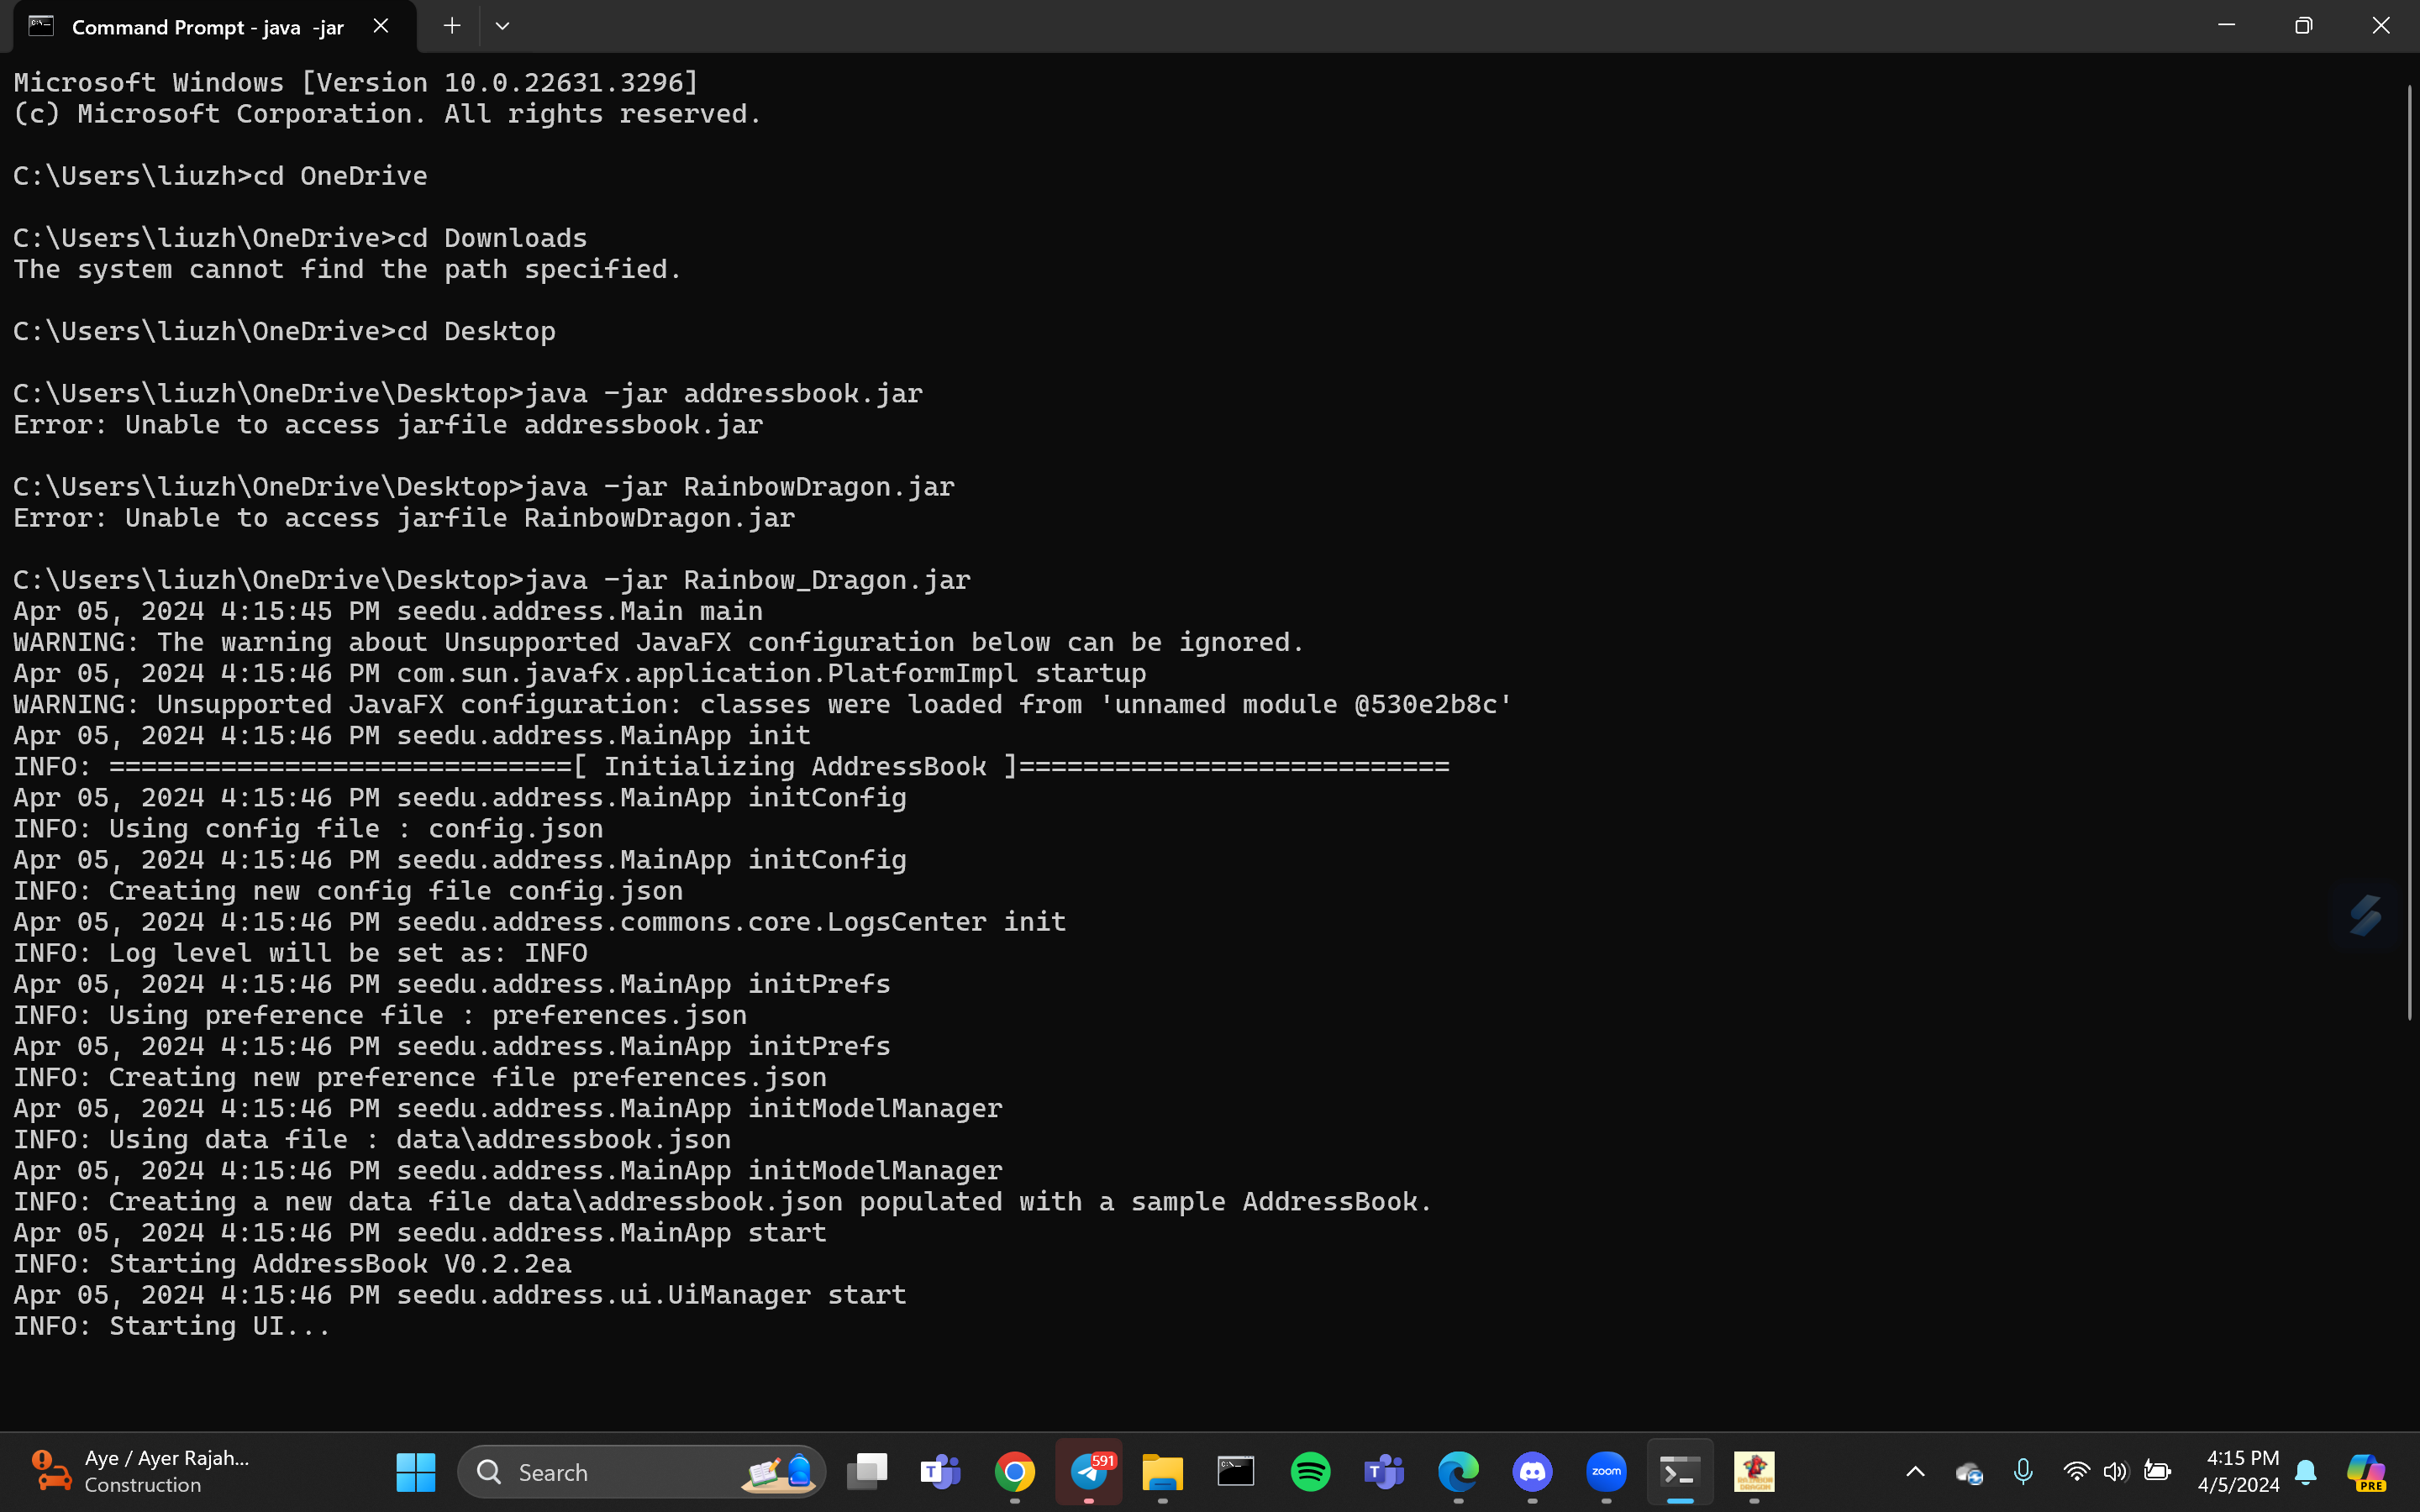 Command Prompt - java  -jar
Microsoft Windows [Version 10.0.22631.3296]
(c) Microsoft Corporation. All rights reserved.
C:\Users\liuzh>cd OneDrive
C:\Users\liuzh\OneDrive>cd Downloads
The system cannot find the path specified.
C:\Users\liuzh\OneDrive>cd Desktop
C:\Users\liuzh\OneDrive\Desktop>java -jar addressbook.jar
Error: Unable to access jarfile addressbook.jar
C:\Users\liuzh\OneDrive\Desktop>java -jar RainbowDragon.jar
Error: Unable to access jarfile RainbowDragon.jar
C:\Users\liuzh\OneDrive\Desktop>java -jar Rainbow_Dragon.jar
Apr 05, 2024 4:15:45 PM seedu.address.Main main
WARNING: The warning about Unsupported JavaFX configuration below can be ignored.
Apr 05, 2024 4:15:46 PM com.sun.javafx.application.PlatformImpl startup
WARNING: Unsupported JavaFX configuration: classes were loaded from 'unnamed module @530e2b8c'
Apr 05, 2024 4:15:46 PM seedu.address.MainApp init
INFO: =============================[ Initializing AddressBook ]===========================
Apr 05, 2024 4:15:46 PM seedu.address.MainApp initConfig
INFO: Using config file : config.json
Apr 05, 2024 4:15:46 PM seedu.address.MainApp initConfig
INFO: Creating new config file config.json
Apr 05, 2024 4:15:46 PM seedu.address.commons.core.LogsCenter init
INFO: Log level will be set as: INFO
Apr 05, 2024 4:15:46 PM seedu.address.MainApp initPrefs
INFO: Using preference file : preferences.json
Apr 05, 2024 4:15:46 PM seedu.address.MainApp initPrefs
INFO: Creating new preference file preferences.json
Apr 05, 2024 4:15:46 PM seedu.address.MainApp initModelManager
INFO: Using data file : data\addressbook.json
Apr 05, 2024 4:15:46 PM seedu.address.MainApp initModelManager
INFO: Creating a new data file data\addressbook.json populated with a sample AddressBook.
Apr 05, 2024 4:15:46 PM seedu.address.MainApp start
INFO: Starting AddressBook V0.2.2ea
Apr 05, 2024 4:15:46 PM seedu.address.ui.UiManager start
INFO: Starting UI...
Aye / Ayer Rajah...
Construction
Search
591
zoom
4:15 PM
4/5/2024
PRE